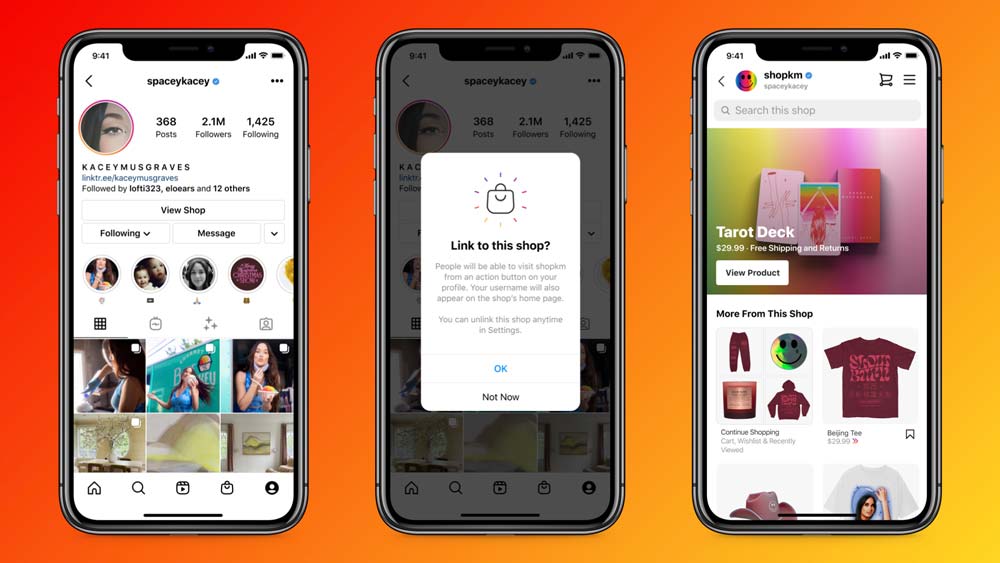 9:41
spaceykacey
368
2.1M
1,425
Posts
Followers
Following
KACEYMUSGRAVES
linktr.ee/kaceymusgraves
Followed by lofti323, eloears and 12 others
View Shop
Following
Message
9:41
spaceykacey
368
2.1M
1,425
Posts
Followers
Following
KACEY
linktr.
Follow
Link to this shop?
People will be able to visit shopkm
from an action button on your
profile. Your username will also
appear on the shop's home page.
You can unlink this shop anytime
in Settings.
OK
Not Now
9:41
shopkm
spaceykacey
Search this shop
Tarot Deck
$29.99 · Free Shipping and Returns
View Product
More From This Shop
Continue Shopping
Cart, Wishlist & Recently
Viewed
Beijing Tee
$29.99